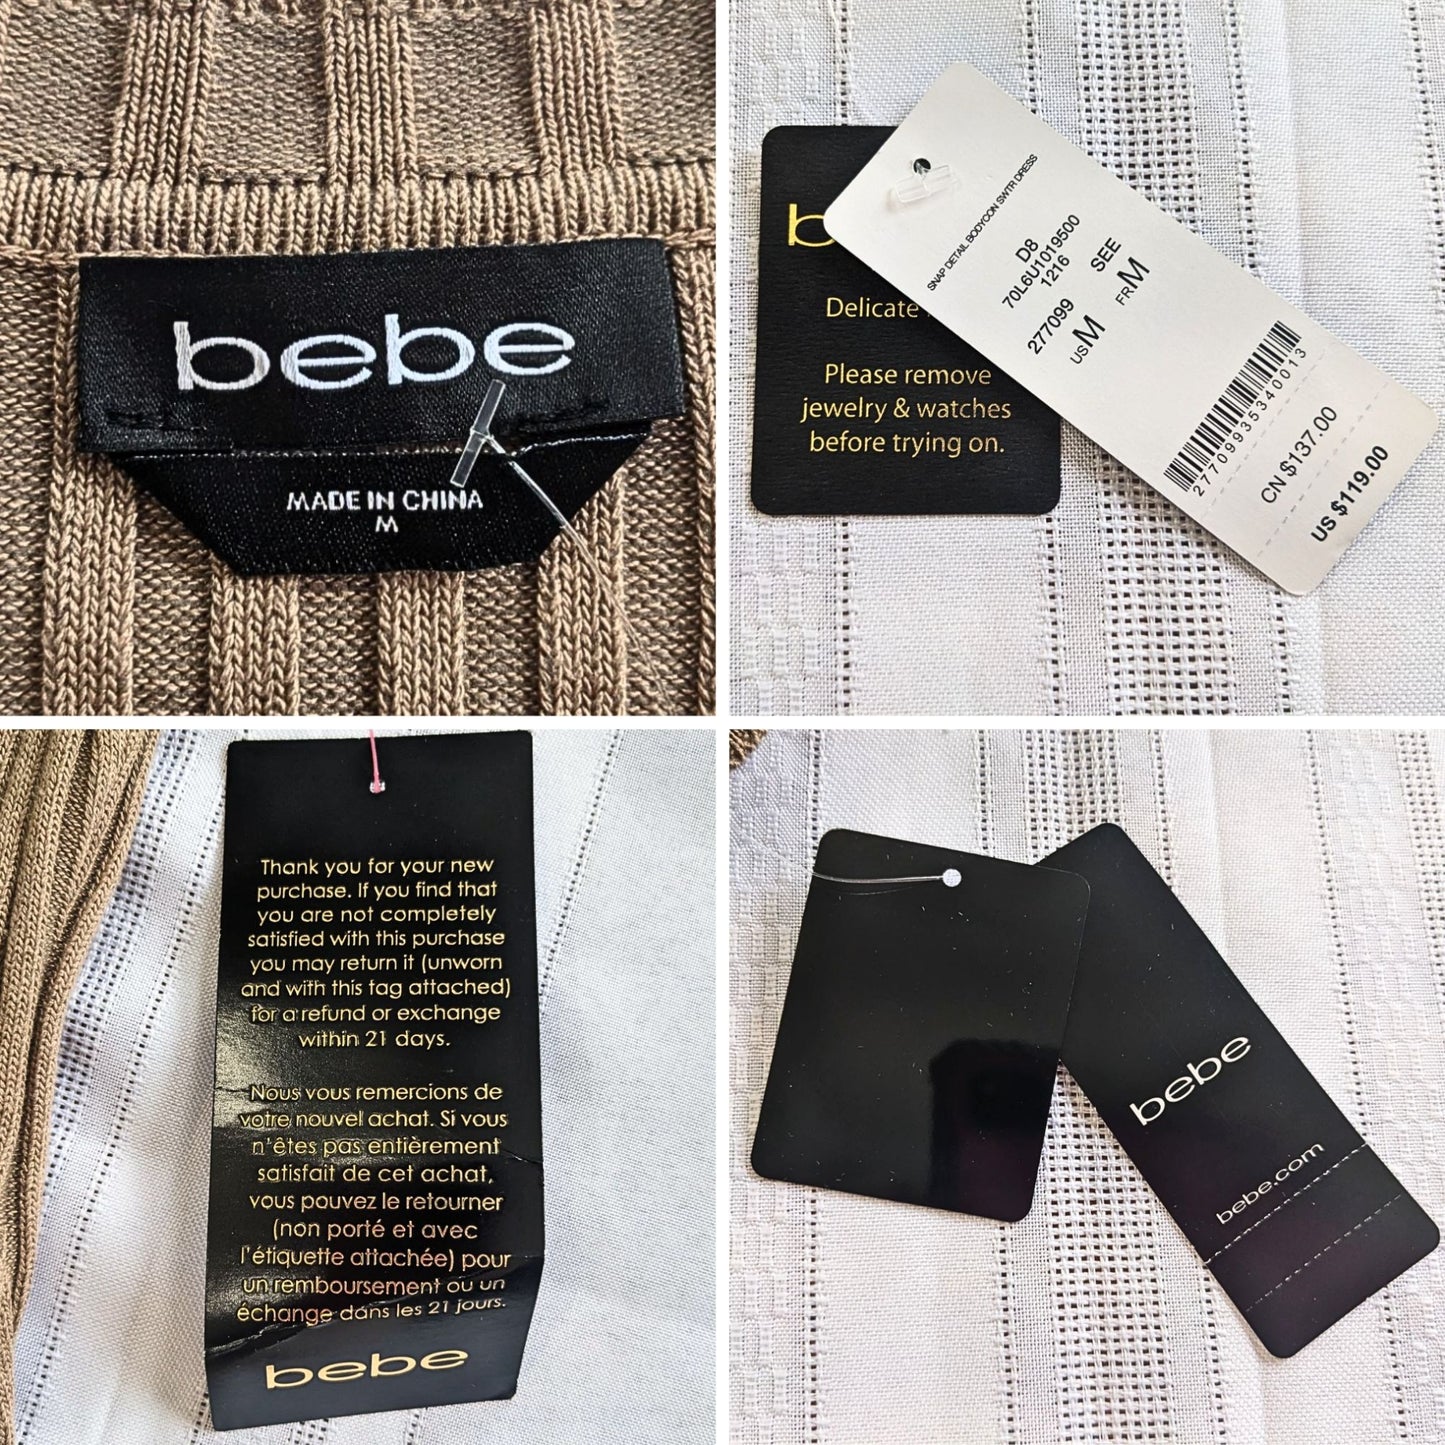 bebe
MADE IN CHINA
M
b
Delicate
Please remove
jewelry & watches
before trying on.
SNAP DETAIL BODYCON SWTR DRESS
D8
70L6U1019500
1216
277099 SEE
US M FR M
2770993534 0013
CN $137.00
US $119.00
Thank you for your new
purchase. If you find that
you are not completely
satisfied with this purchase
you may return it (unworn
and with this tag attached)
for a refund or exchange
within 21 days.
Nous vous remercions de
votre nouvel achat. Si vous
n'êtes pas entièrement
satisfait de cet achat,
vous pouvez le retourner
(non porté et avec
l'étiquette attachée) pour
un remboursement ou un
échange dans les 21 jours.
bebe
bebe
bebe.com